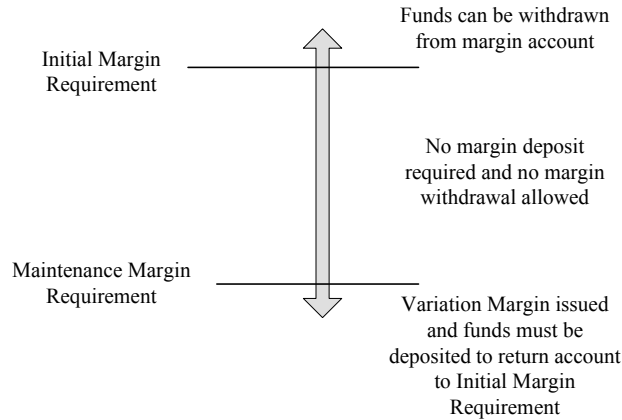 Funds can be withdrawn
from margin account
Initial Margin
Requirement
No margin deposit
required and no margin
withdrawal allowed
Maintenance Margin
Requirement
Variation Margin issued
and funds must be
deposited to return account
to Initial Margin
Requirement